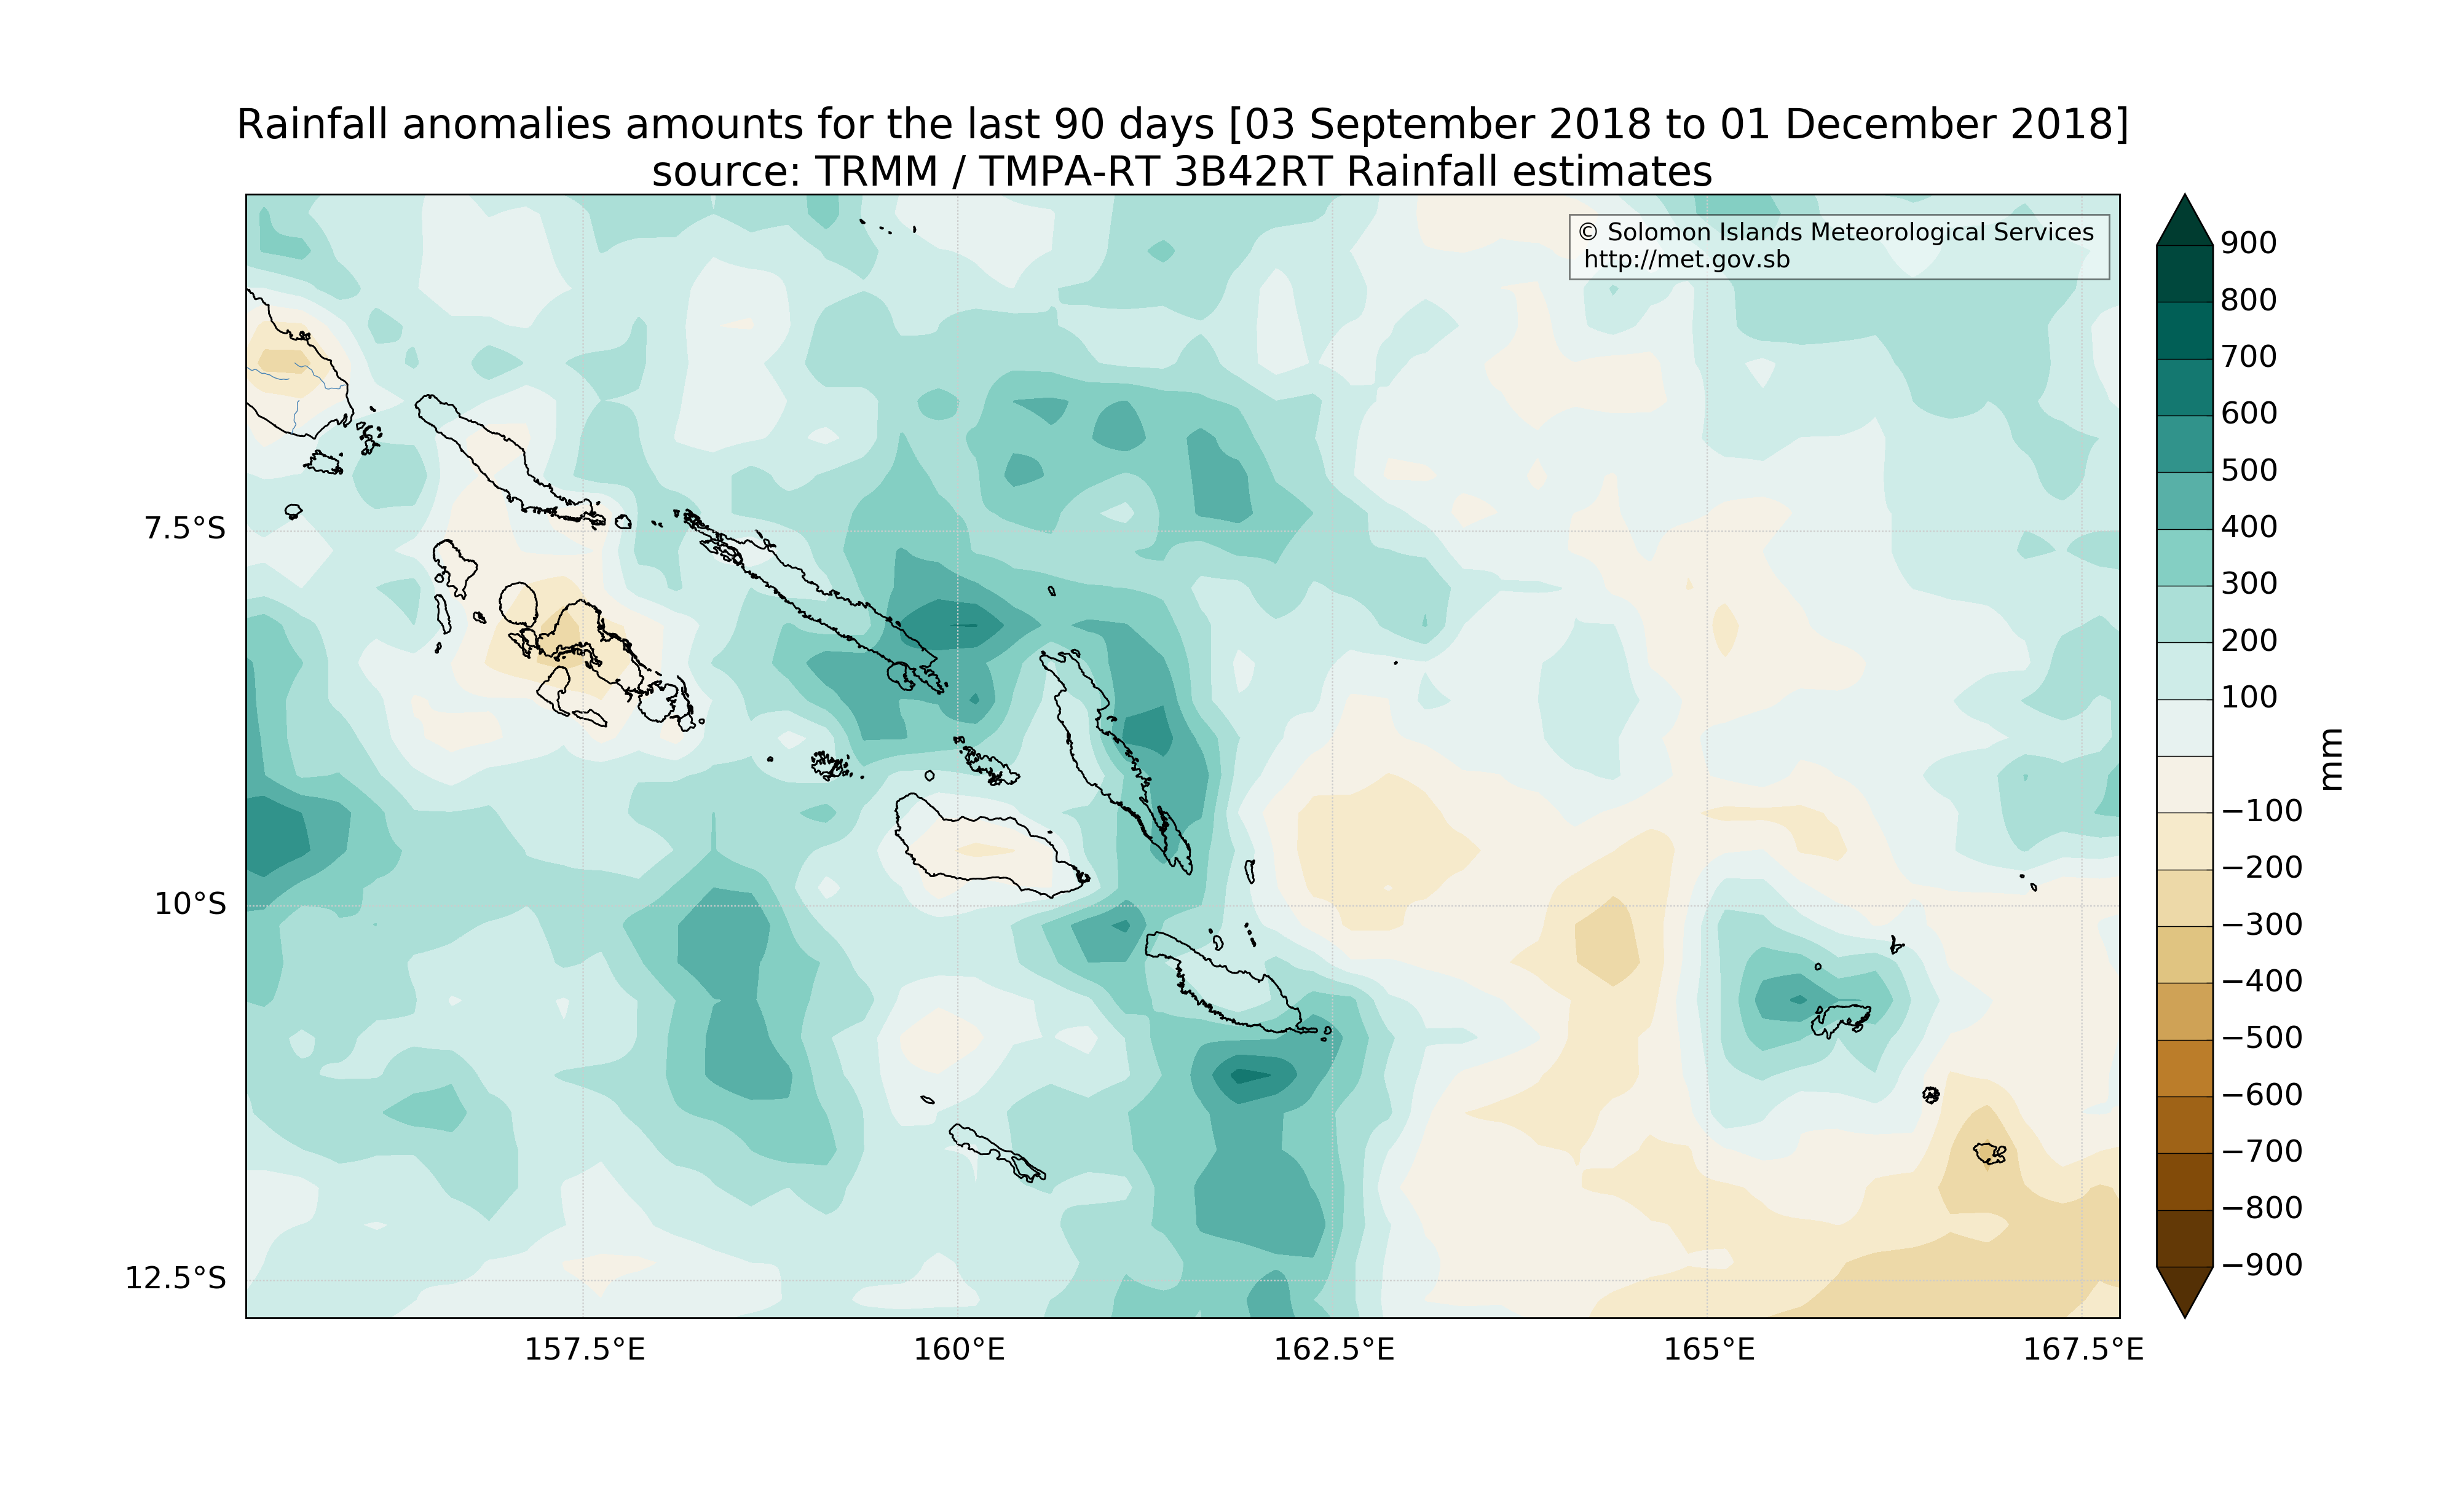 Rainfall anomalies amounts for the last 90 days [03 September 2018 to 01 December 2018]
source: TRMM / TMPA-RT 3B42RT Rainfall estimates
© Solomon Islands Meteorological Services
http://met.gov.sb
7.5°S
10°S
12.5°S
157.5°E
160°E
162.5°E
165°E
167.5°E
900
800
700
600
500
400
300
200
100
−100
−200
−300
−400
−500
−600
−700
−800
−900
mm